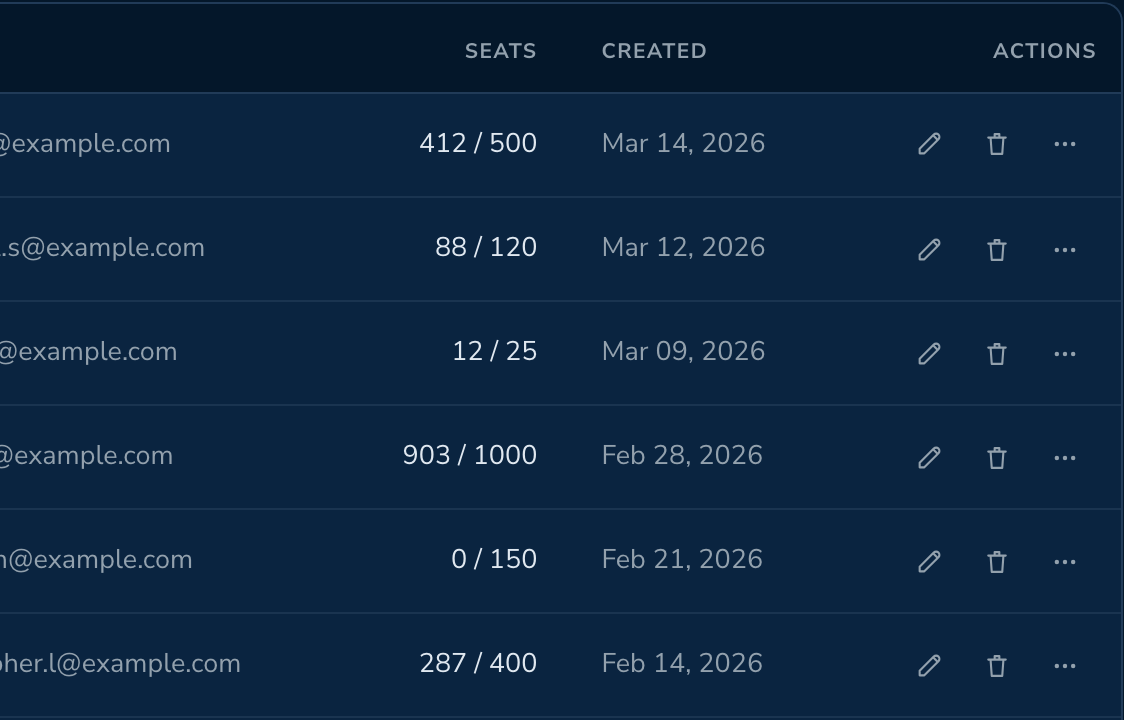 SEATS CREATED ACTIONS
@example.com 412 / 500 Mar 14, 2026
.s@example.com 88 / 120 Mar 12, 2026
@example.com 12 / 25 Mar 09, 2026
@example.com 903 / 1000 Feb 28, 2026
@example.com 0 / 150 Feb 21, 2026
her.l@example.com 287 / 400 Feb 14, 2026